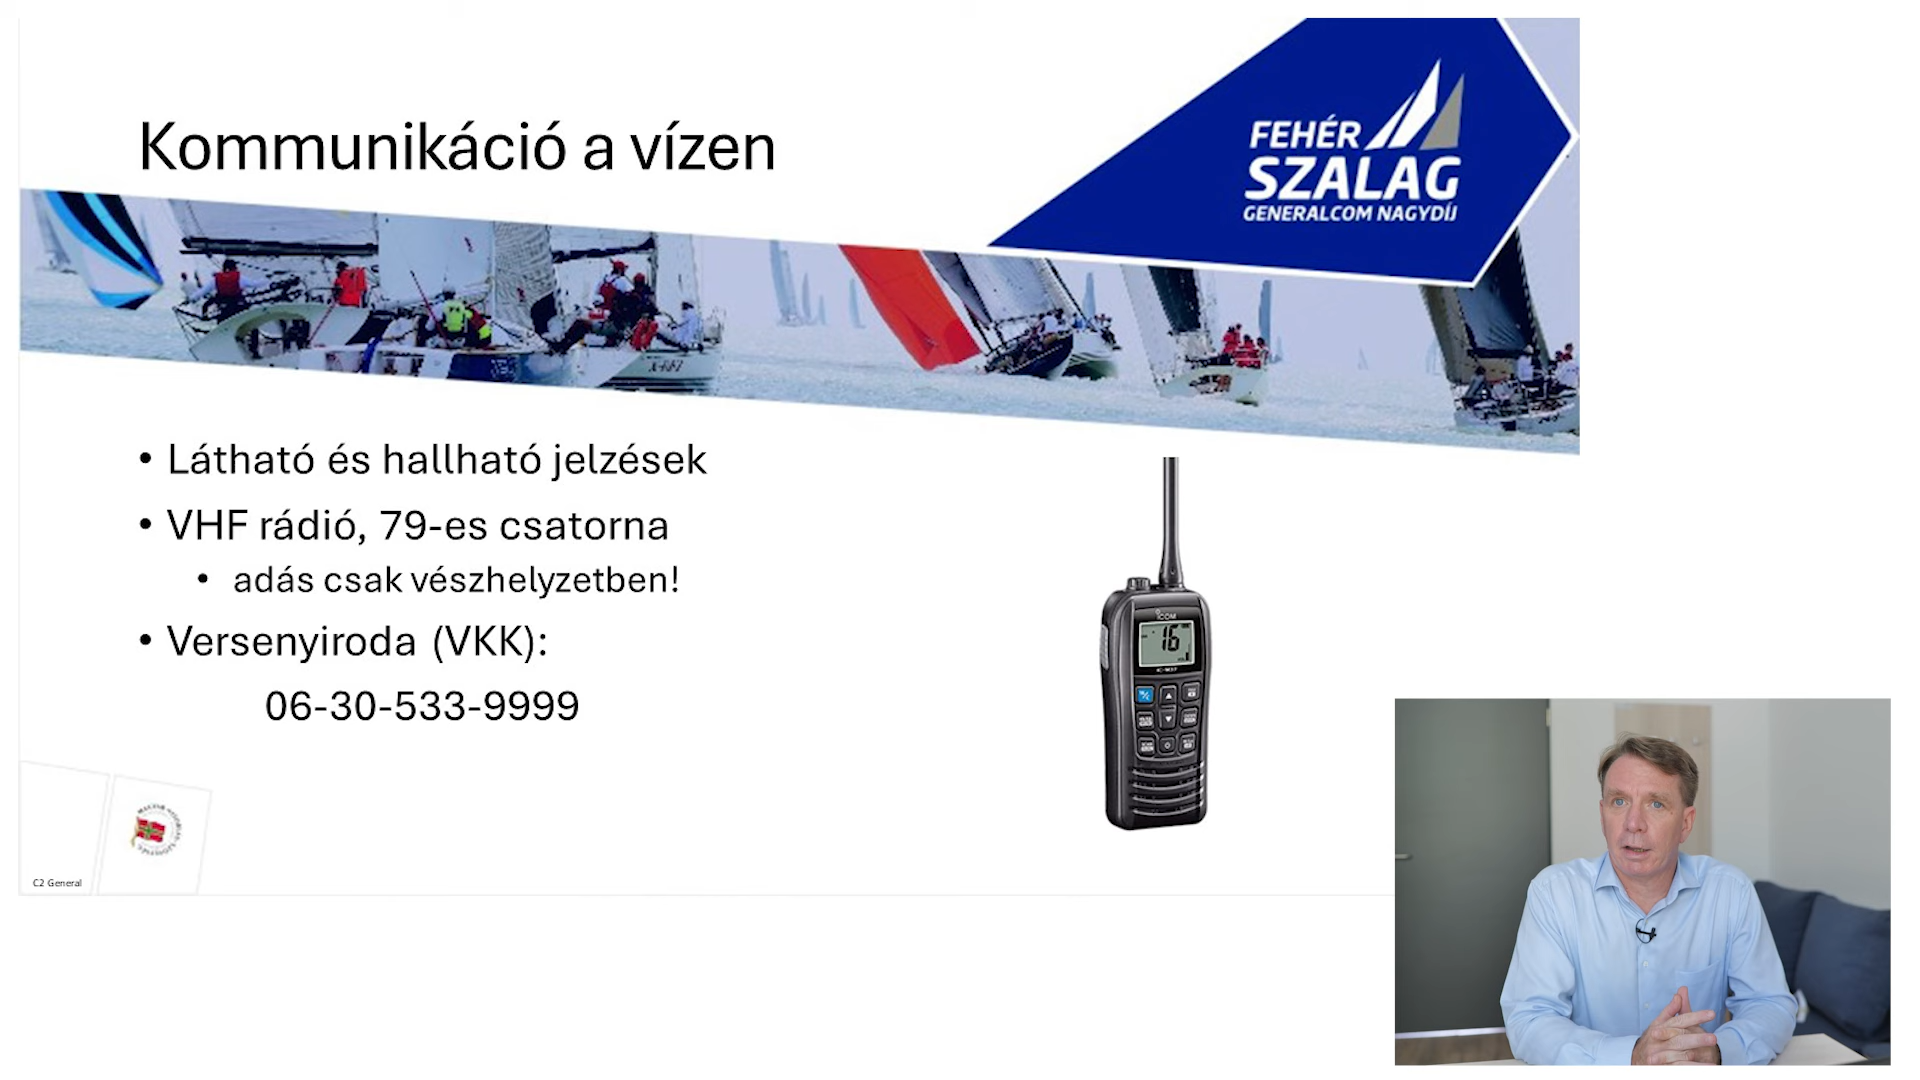 Kommunikáció a vízen
FEHÉR
SZALAG
GENERALCOM NAGYDÍJ
• Látható és hallható jelzések
• VHF rádió, 79-es csatorna
• adás csak vészhelyzetben!
• Versenyiroda (VKK):
06-30-533-9999
ICOM
16
C2 General